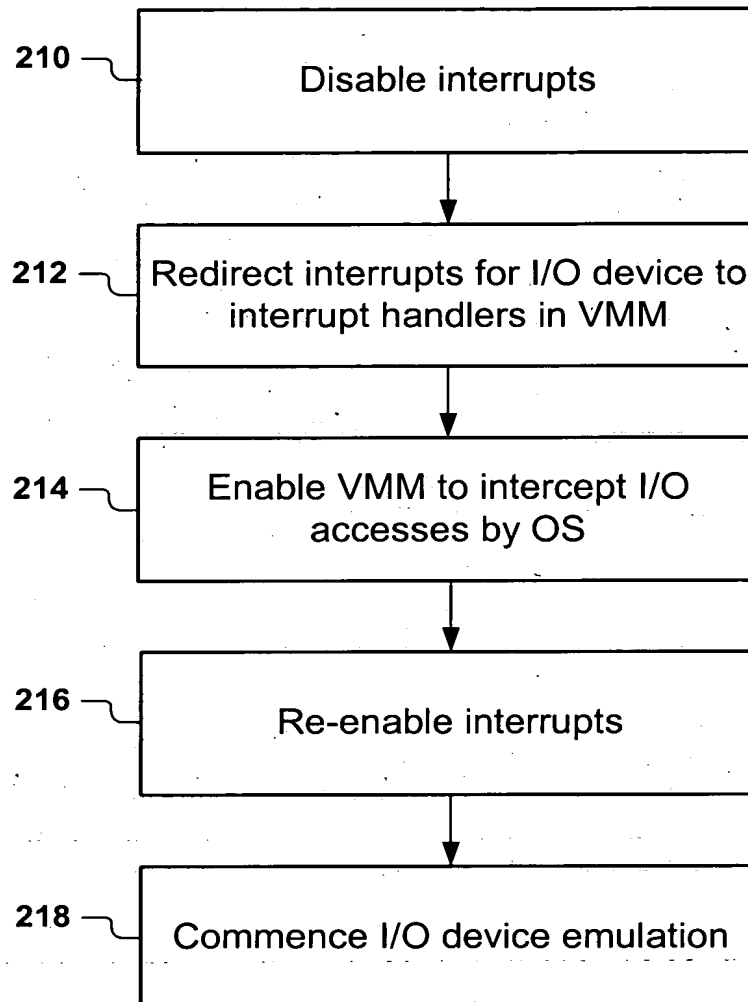 210
Disable interrupts
212
Redirect interrupts for I/O device to
interrupt handlers in VMM
214
Enable VMM to intercept I/O
accesses by OS
216
Re-enable interrupts
218
Commence I/O device emulation